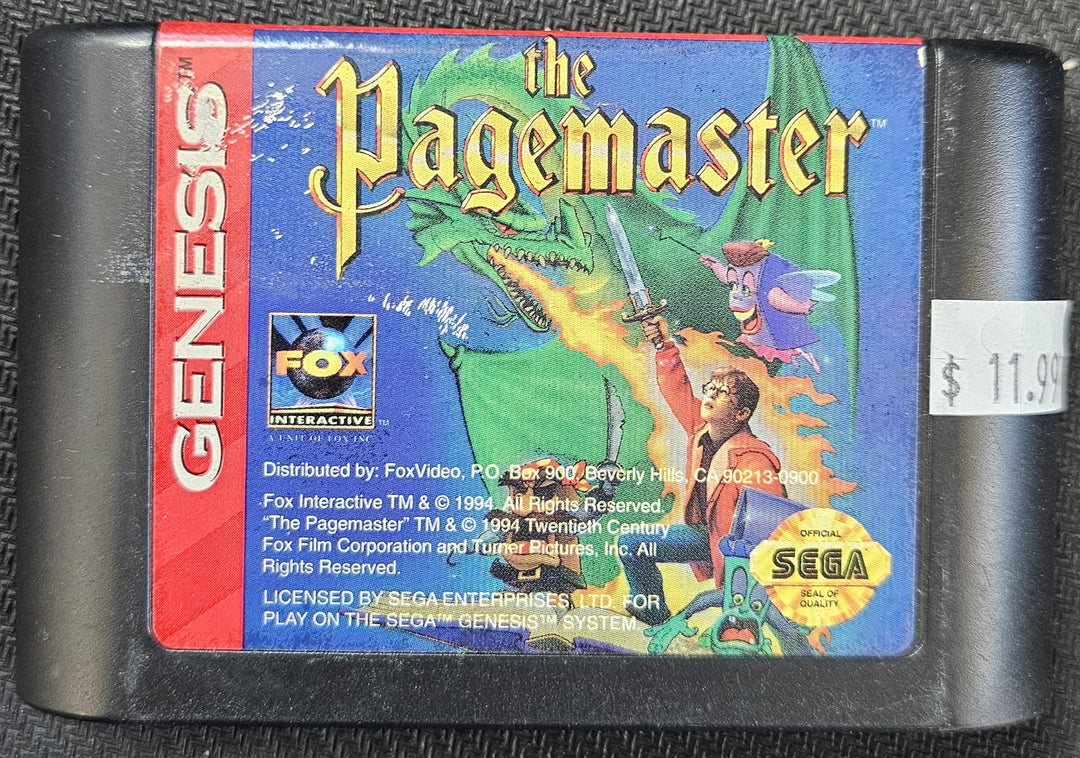 GENESIS™
the
Pagemaster™
FOX
INTERACTIVE™
A UNIT OF FOX INC.
$ 11.99
Distributed by: FoxVideo, P.O. Box 900, Beverly Hills, CA 90213-0900
Fox Interactive TM & © 1994. All Rights Reserved.
"The Pagemaster" TM & © 1994 Twentieth Century
Fox Film Corporation and Turner Pictures, Inc. All
Rights Reserved.
LICENSED BY SEGA ENTERPRISES, LTD. FOR
PLAY ON THE SEGA™ GENESIS™ SYSTEM.
OFFICIAL
SEGA
SEAL OF
QUALITY